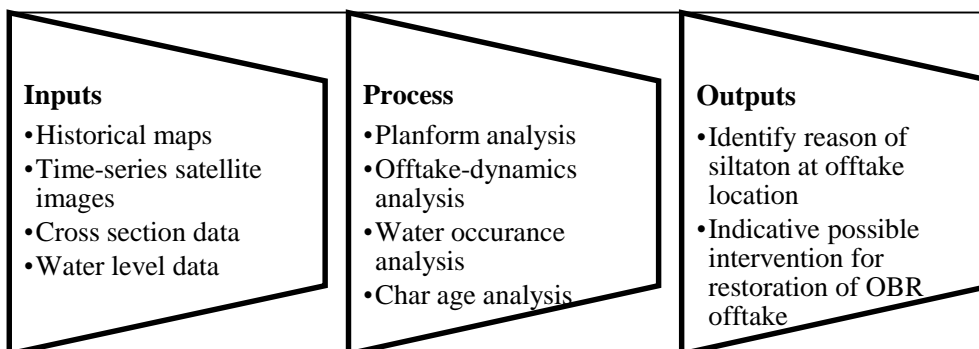 Inputs
•Historical maps
•Time-series satellite
images
•Cross section data
•Water level data
Process
•Planform analysis
•Offtake-dynamics
analysis
•Water occurance
analysis
•Char age analysis
Outputs
•Identify reason of
siltaton at offtake
location
•Indicative possible
intervention for
restoration of OBR
offtake